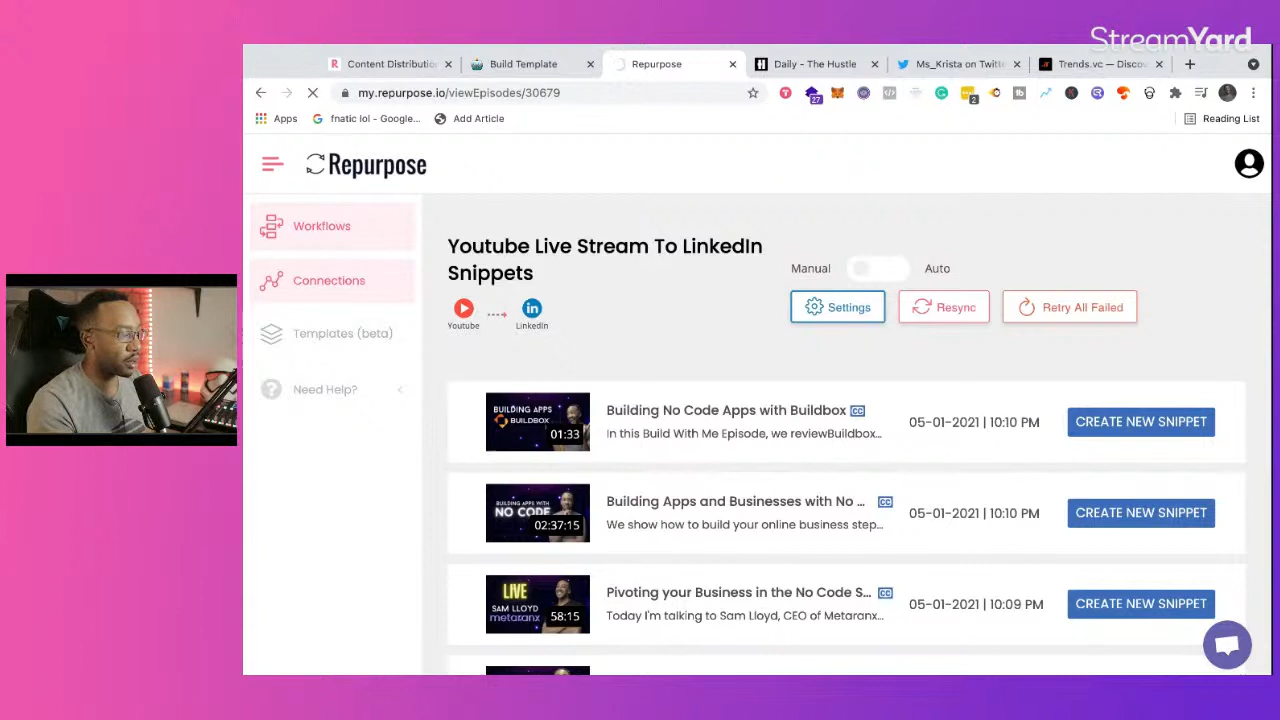 StreamYard
Content Distributio
Build Template
Repurpose
Daily - The Hustle
Ms_Krista on Twitte
Trends.vc — Discov
my.repurpose.io/viewEpisodes/30679
27
2
Apps
fnatic lol - Google...
Add Article
Reading List
Repurpose
Workflows
Connections
Templates (beta)
Need Help?
Youtube Live Stream To LinkedIn
Snippets
Youtube
LinkedIn
Manual
Auto
Settings
Resync
Retry All Failed
BUILDING APPS
BUILDBOX
01:33
Building No Code Apps with Buildbox CC
In this Build With Me Episode, we reviewBuildbox...
05-01-2021 | 10:10 PM
CREATE NEW SNIPPET
BUILDING APPS WITH
NO CODE
02:37:15
Building Apps and Businesses with No ... CC
We show how to build your online business step...
05-01-2021 | 10:10 PM
CREATE NEW SNIPPET
LIVE
SAM LLOYD
metaranx
58:15
Pivoting your Business in the No Code S... CC
Today I'm talking to Sam Lloyd, CEO of Metaranx...
05-01-2021 | 10:09 PM
CREATE NEW SNIPPET